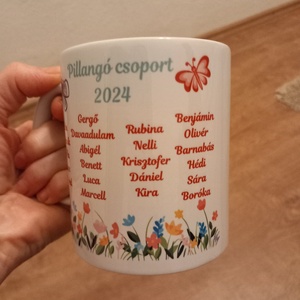 Pillangó csoport
2024
Gergő
Davaadulam
Abigél
Benett
Luca
Marcell
Rubina
Nelli
Krisztofer
Dániel
Kira
Benjámin
Olivér
Barnabás
Hédi
Sára
Boróka